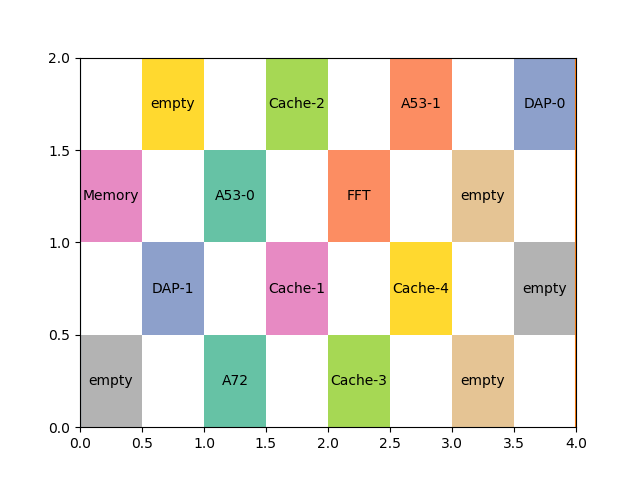 2.0
empty
Cache-2
A53-1
DAP-0
1.5
Memory
A53-0
FFT
empty
1.0
DAP-1
Cache-1
Cache-4
empty
0.5
empty
A72
Cache-3
empty
0.0
0.0 0.5 1.0 1.5 2.0 2.5 3.0 3.5 4.0